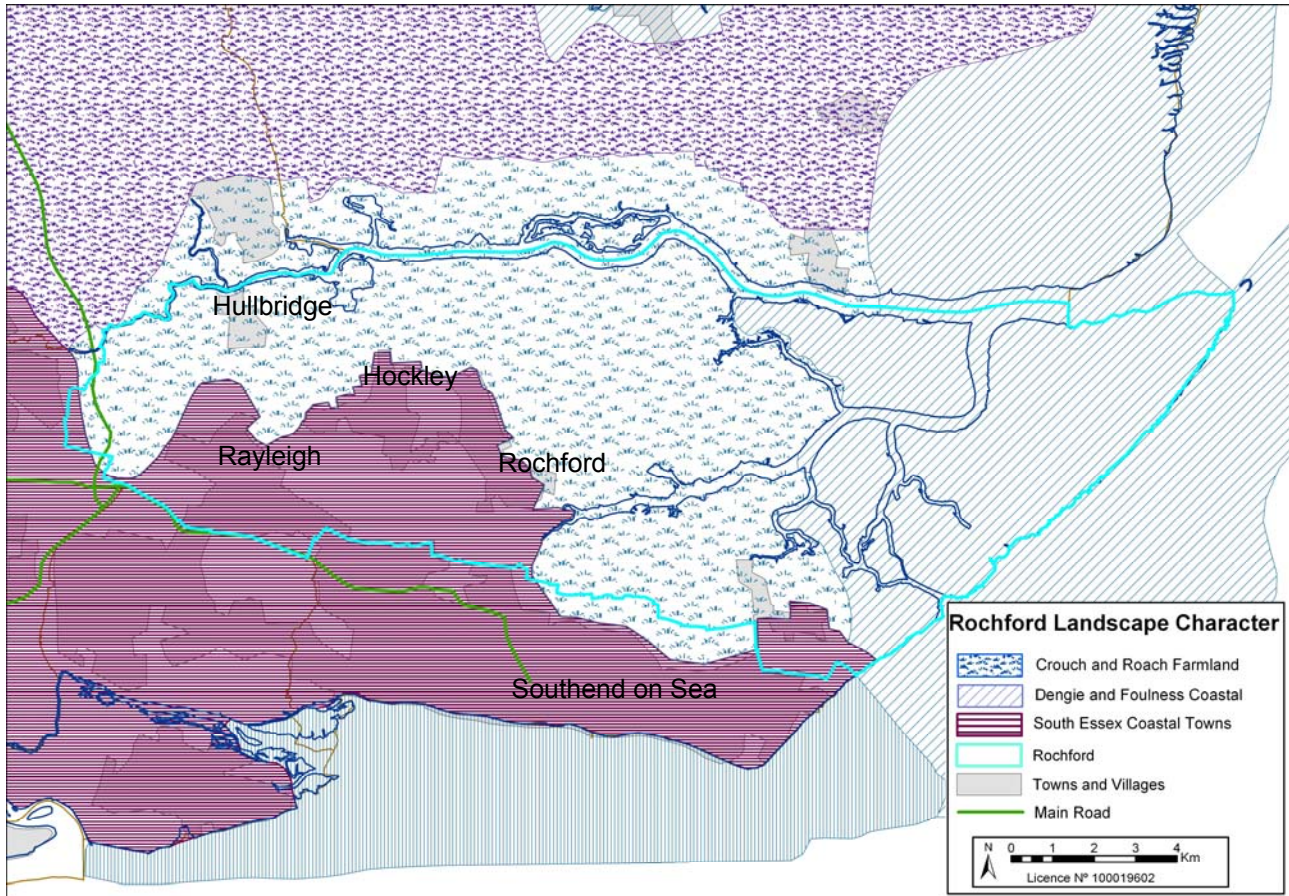 Hullbridge
Hockley
Rayleigh
Rochford
Southend on Sea
Rochford Landscape Character
Crouch and Roach Farmland
Dengie and Foulness Coastal
South Essex Coastal Towns
Rochford
Towns and Villages
Main Road
N 0 1 2 3 4
Km
Licence Nº 100019602